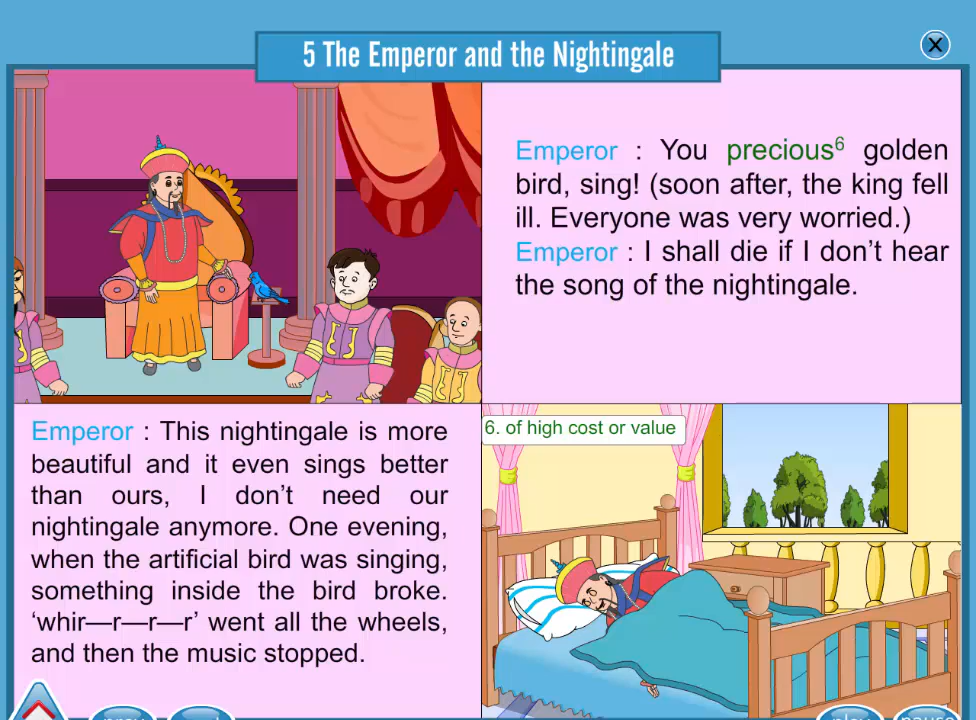 5 The Emperor and the Nightingale
X
Emperor : You precious6 golden
bird, sing! (soon after, the king fell
ill. Everyone was very worried.)
Emperor : I shall die if I don’t hear
the song of the nightingale.
Emperor : This nightingale is more
beautiful and it even sings better
than ours, I don’t need our
nightingale anymore. One evening,
when the artificial bird was singing,
something inside the bird broke.
‘whir—r—r—r’ went all the wheels,
and then the music stopped.
6. of high cost or value